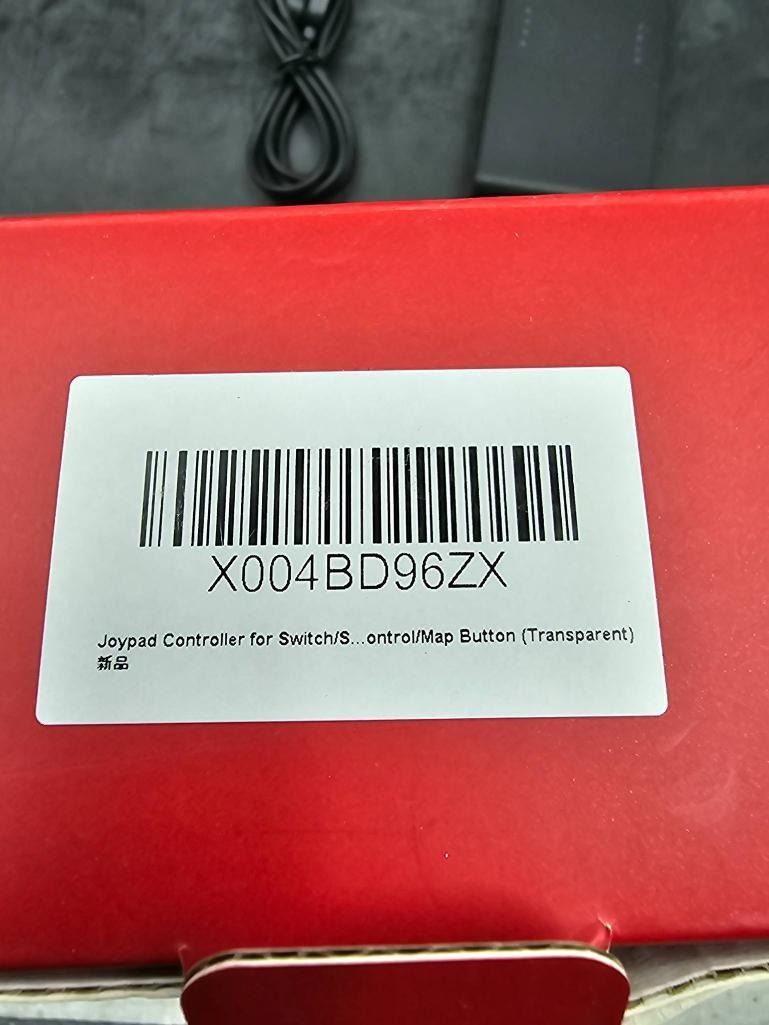 X004BD96ZX
Joypad Controller for Switch/S...ontrol/Map Button (Transparent)
新品